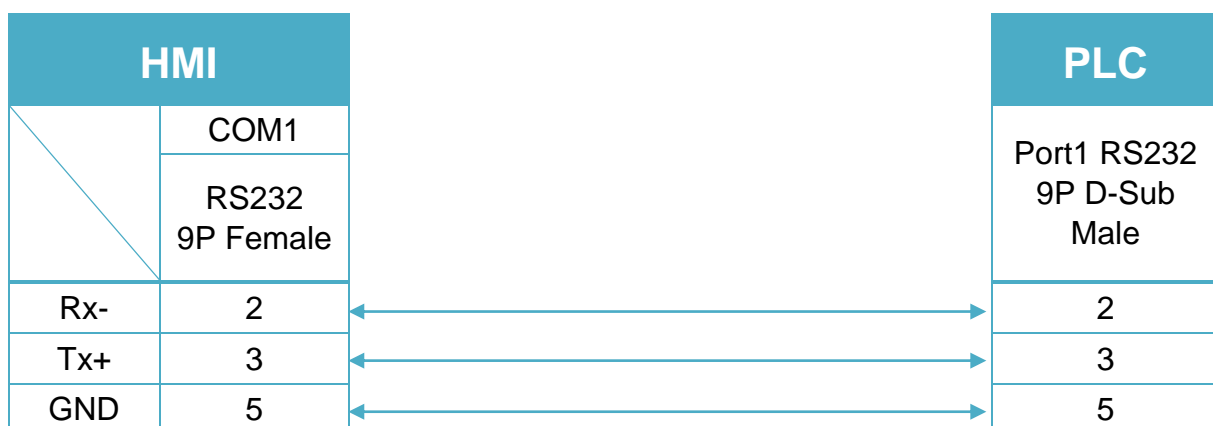 HMI PLC
COM1
Port1 RS232
9P D-Sub
Male
RS232
9P Female
Rx- 2 2
Tx+ 3 3
GND 5 5